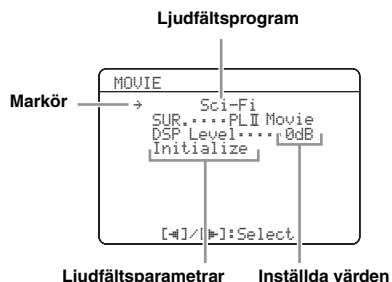 Ljudfältsprogram
MOVIE
Markör
→ Sci-Fi
SUR.････PLⅡ Movie
DSP Level････ 0dB
Initialize
[◀]/[▶]:Select
Ljudfältsparametrar
Inställda värden